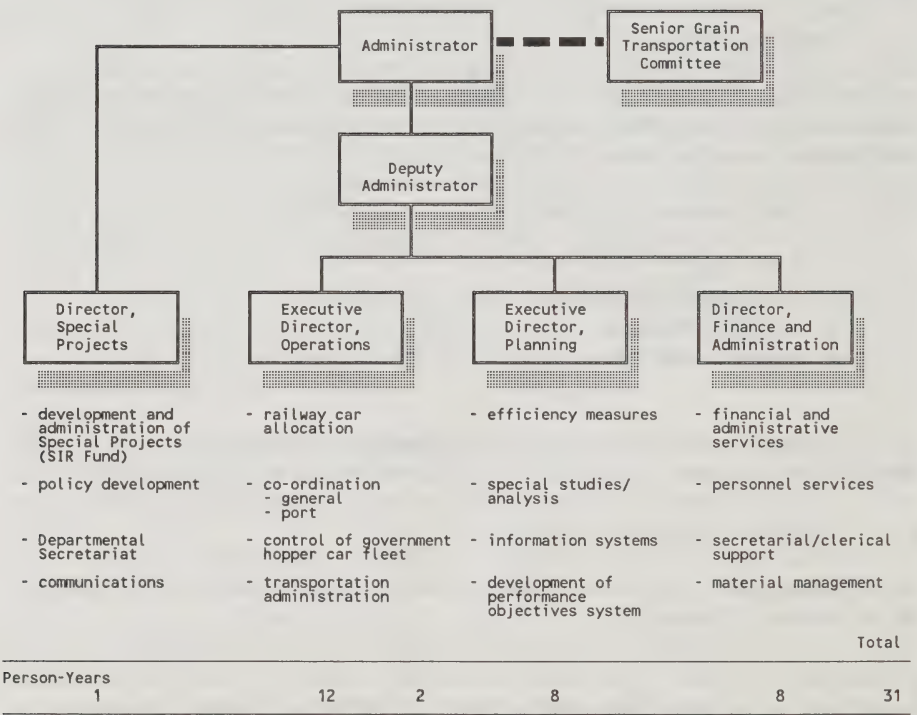 Administrator
Senior Grain
Transportation
Committee
Deputy
Administrator
Director,
Special
Projects
Executive
Director,
Operations
Executive
Director,
Planning
Director,
Finance and
Administration
- development and
administration of
Special Projects
(SIR Fund)
- policy development
- Departmental
Secretariat
- communications
- railway car
allocation
- co-ordination
- general
- port
- control of government
hopper car fleet
- transportation
administration
- efficiency measures
- special studies/
analysis
- information systems
- development of
performance
objectives system
- financial and
administrative
services
- personnel services
- secretarial/clerical
support
- material management
Total
Person-Years
1 12 2 8 8 31